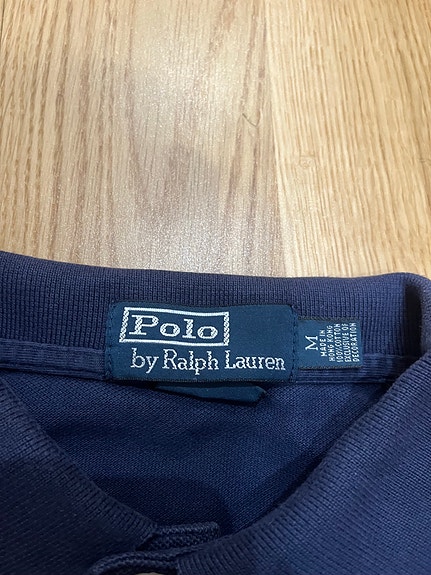 Polo
by Ralph Lauren
M
MADE IN
HONG KONG
100% COTTON
EXCLUSIVE OF
DECORATION